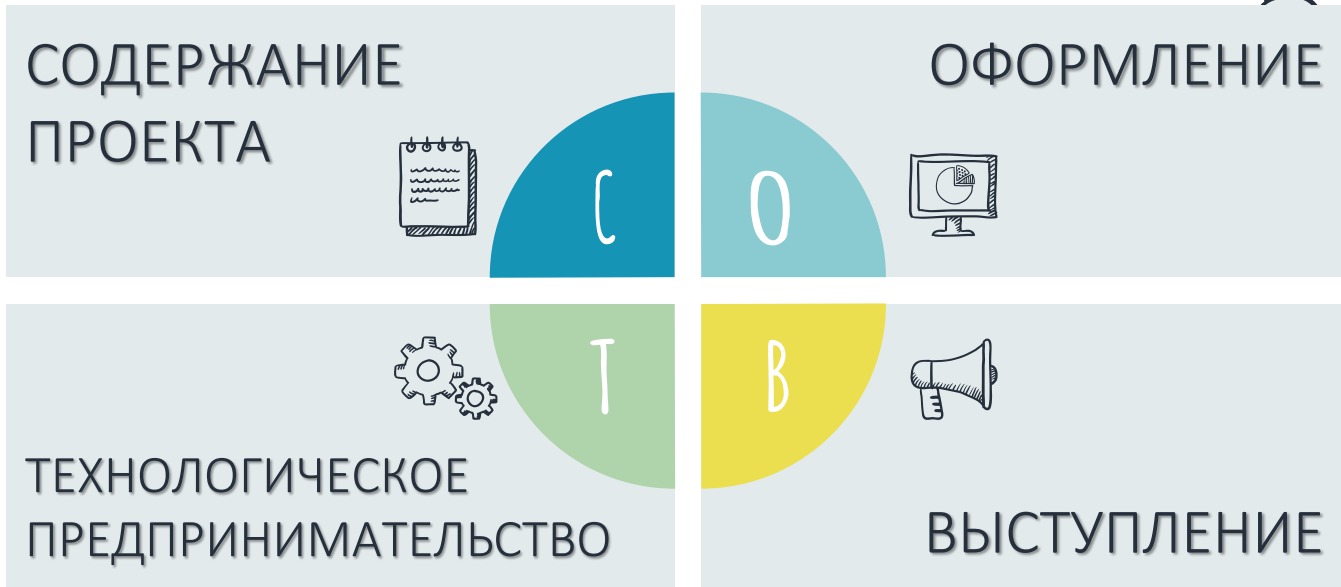 СОДЕРЖАНИЕ
ПРОЕКТА
С
ОФОРМЛЕНИЕ
О
ТЕХНОЛОГИЧЕСКОЕ
ПРЕДПРИНИМАТЕЛЬСТВО
Т
В
ВЫСТУПЛЕНИЕ